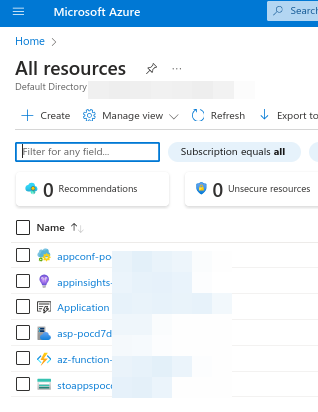 Microsoft Azure
Search
Home
All resources
...
Default Directory
Create
Manage view
Refresh
Export to
Filter for any field...
Subscription equals all
0 Recommendations
0 Unsecure resources
Name
appconf-po
appinsights-
Application
asp-pocd7d
az-function-
stoappspoc